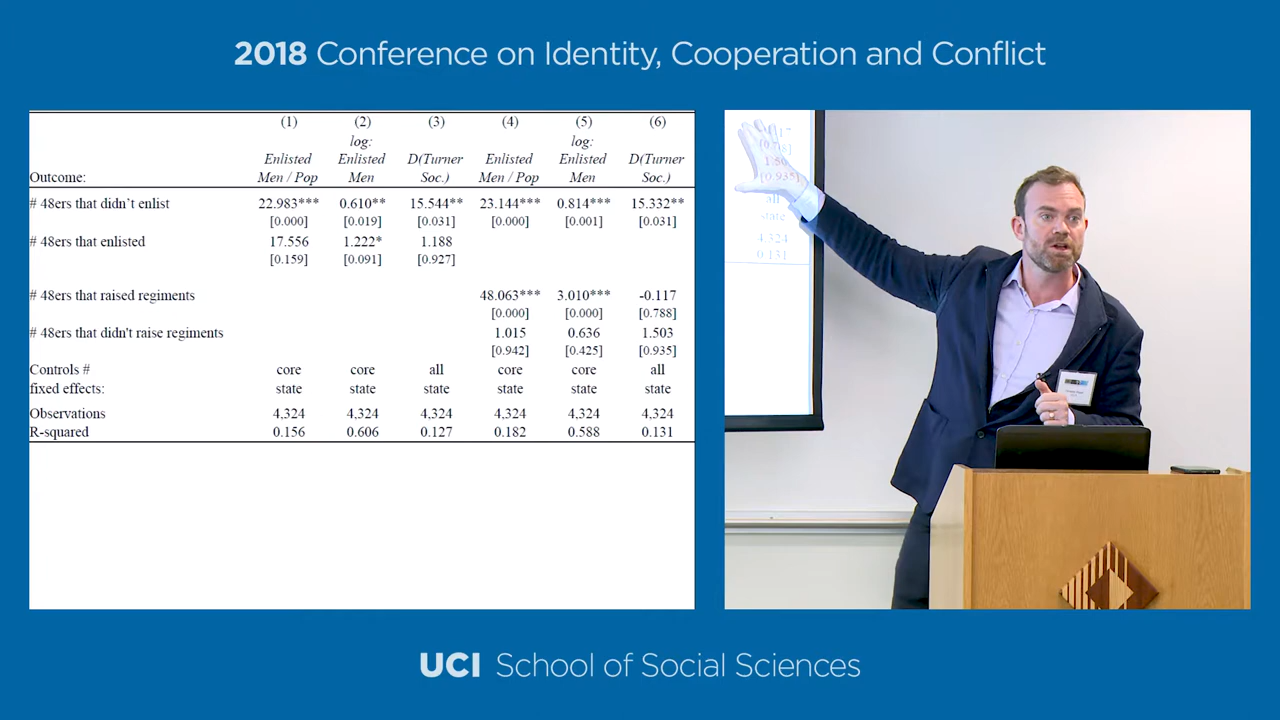 2018 Conference on Identity, Cooperation and Conflict
(1) (2) (3) (4) (5) (6)
log: log:
Enlisted Enlisted D(Turner Enlisted Enlisted D(Turner
Outcome: Men / Pop Men Soc.) Men / Pop Men Soc.)
# 48ers that didn't enlist 22.983*** 0.610** 15.544** 23.144*** 0.814*** 15.332**
[0.000] [0.019] [0.031] [0.000] [0.001] [0.031]
# 48ers that enlisted 17.556 1.222* 1.188
[0.159] [0.091] [0.927]
# 48ers that raised regiments 48.063*** 3.010*** -0.117
[0.000] [0.000] [0.788]
# 48ers that didn't raise regiments 1.015 0.636 1.503
[0.942] [0.425] [0.935]
Controls # core core all core core all
fixed effects: state state state state state state
Observations 4,324 4,324 4,324 4,324 4,324 4,324
R-squared 0.156 0.606 0.127 0.182 0.588 0.131
[0.935]
all
state
4,324
0.131
UCI School of Social Sciences